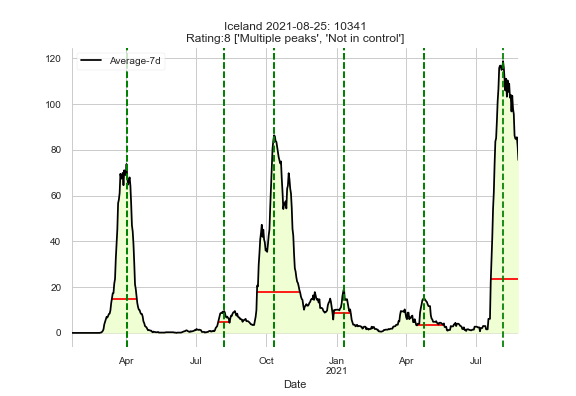 Iceland 2021-08-25: 10341
Rating:8 ['Multiple peaks', 'Not in control']
Average-7d
120
100
80
60
40
20
0
Apr
Jul
Oct
Jan
2021
Apr
Jul
Date